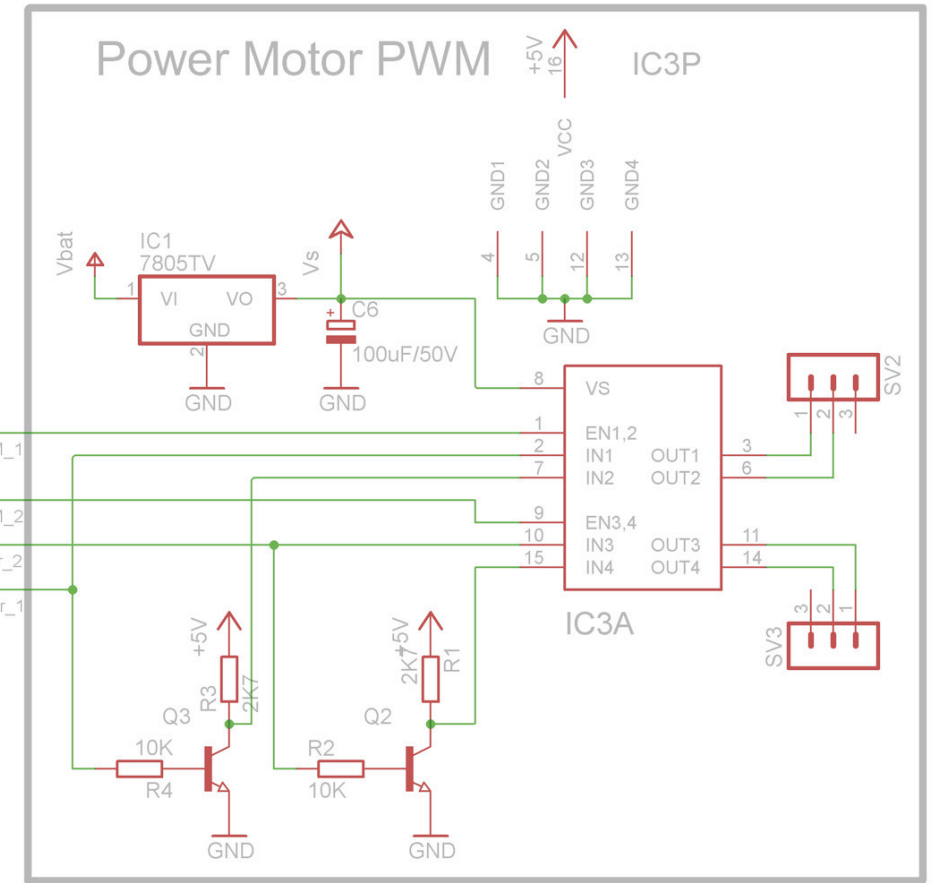 Power Motor PWM
+5V
16
IC3P
VCC
GND1
GND2
GND3
GND4
4
5
12
13
GND
Vbat
IC1
7805TV
1
VI
VO
3
GND
2
GND
Vs
+
C6
100uF/50V
GND
8
VS
1
EN1,2
2
IN1
7
IN2
9
EN3,4
10
IN3
15
IN4
OUT1
3
OUT2
6
OUT3
11
OUT4
14
IC3A
SV2
1
2
3
SV3
3
2
1
_1
_2
r_2
r_1
+5V
R3
2K7
Q3
10K
R4
GND
+5V
2K7
R1
Q2
R2
10K
GND